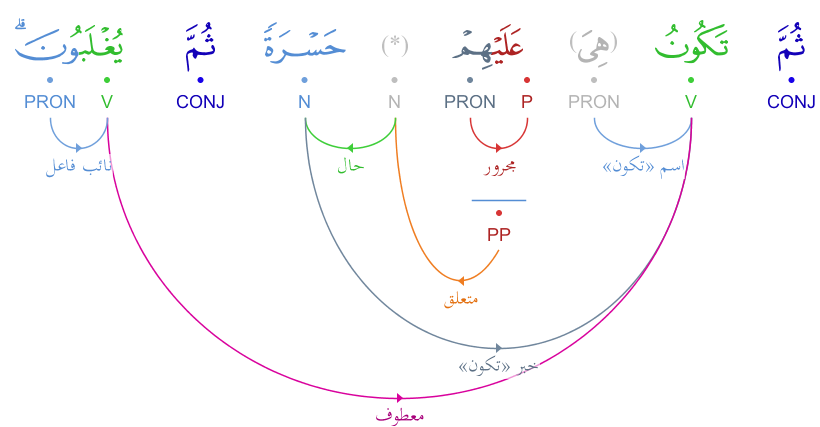 ثُمَّ تَكُونُ (هِيَ) عَلَيْهِمْ (*) حَسْرَةً ثُمَّ يُغْلَبُونَ ۗ
CONJ V PRON P PRON N N CONJ V PRON
اسم «تكون» مجرور حال نائب فاعل
PP
متعلق
خبر «تكون»
معطوف